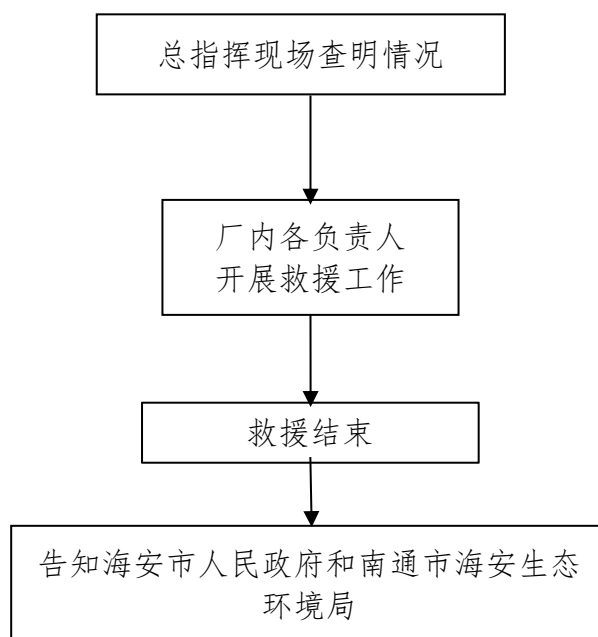 总指挥现场查明情况
厂内各负责人
开展救援工作
救援结束
告知海安市人民政府和南通市海安生态
环境局